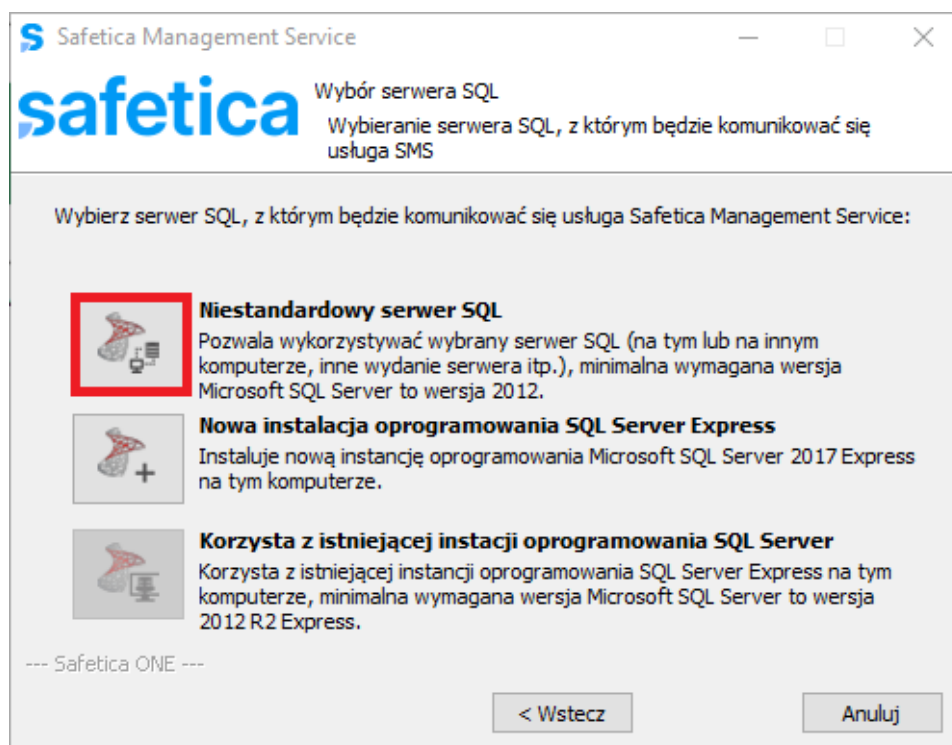 Safetica Management Service
safetica
Wybór serwera SQL
Wybieranie serwera SQL, z którym będzie komunikować się
usługa SMS
Wybierz serwer SQL, z którym będzie komunikować się usługa Safetica Management Service:
Niestandardowy serwer SQL
Pozwala wykorzystywać wybrany serwer SQL (na tym lub na innym
komputerze, inne wydanie serwera itp.), minimalna wymagana wersja
Microsoft SQL Server to wersja 2012.
Nowa instalacja oprogramowania SQL Server Express
Instaluje nową instancję oprogramowania Microsoft SQL Server 2017 Express
na tym komputerze.
Korzysta z istniejącej instacji oprogramowania SQL Server
Korzysta z istniejącej instancji oprogramowania SQL Server Express na tym
komputerze, minimalna wymagana wersja Microsoft SQL Server to wersja
2012 R2 Express.
--- Safetica ONE ---
< Wstecz
Anuluj